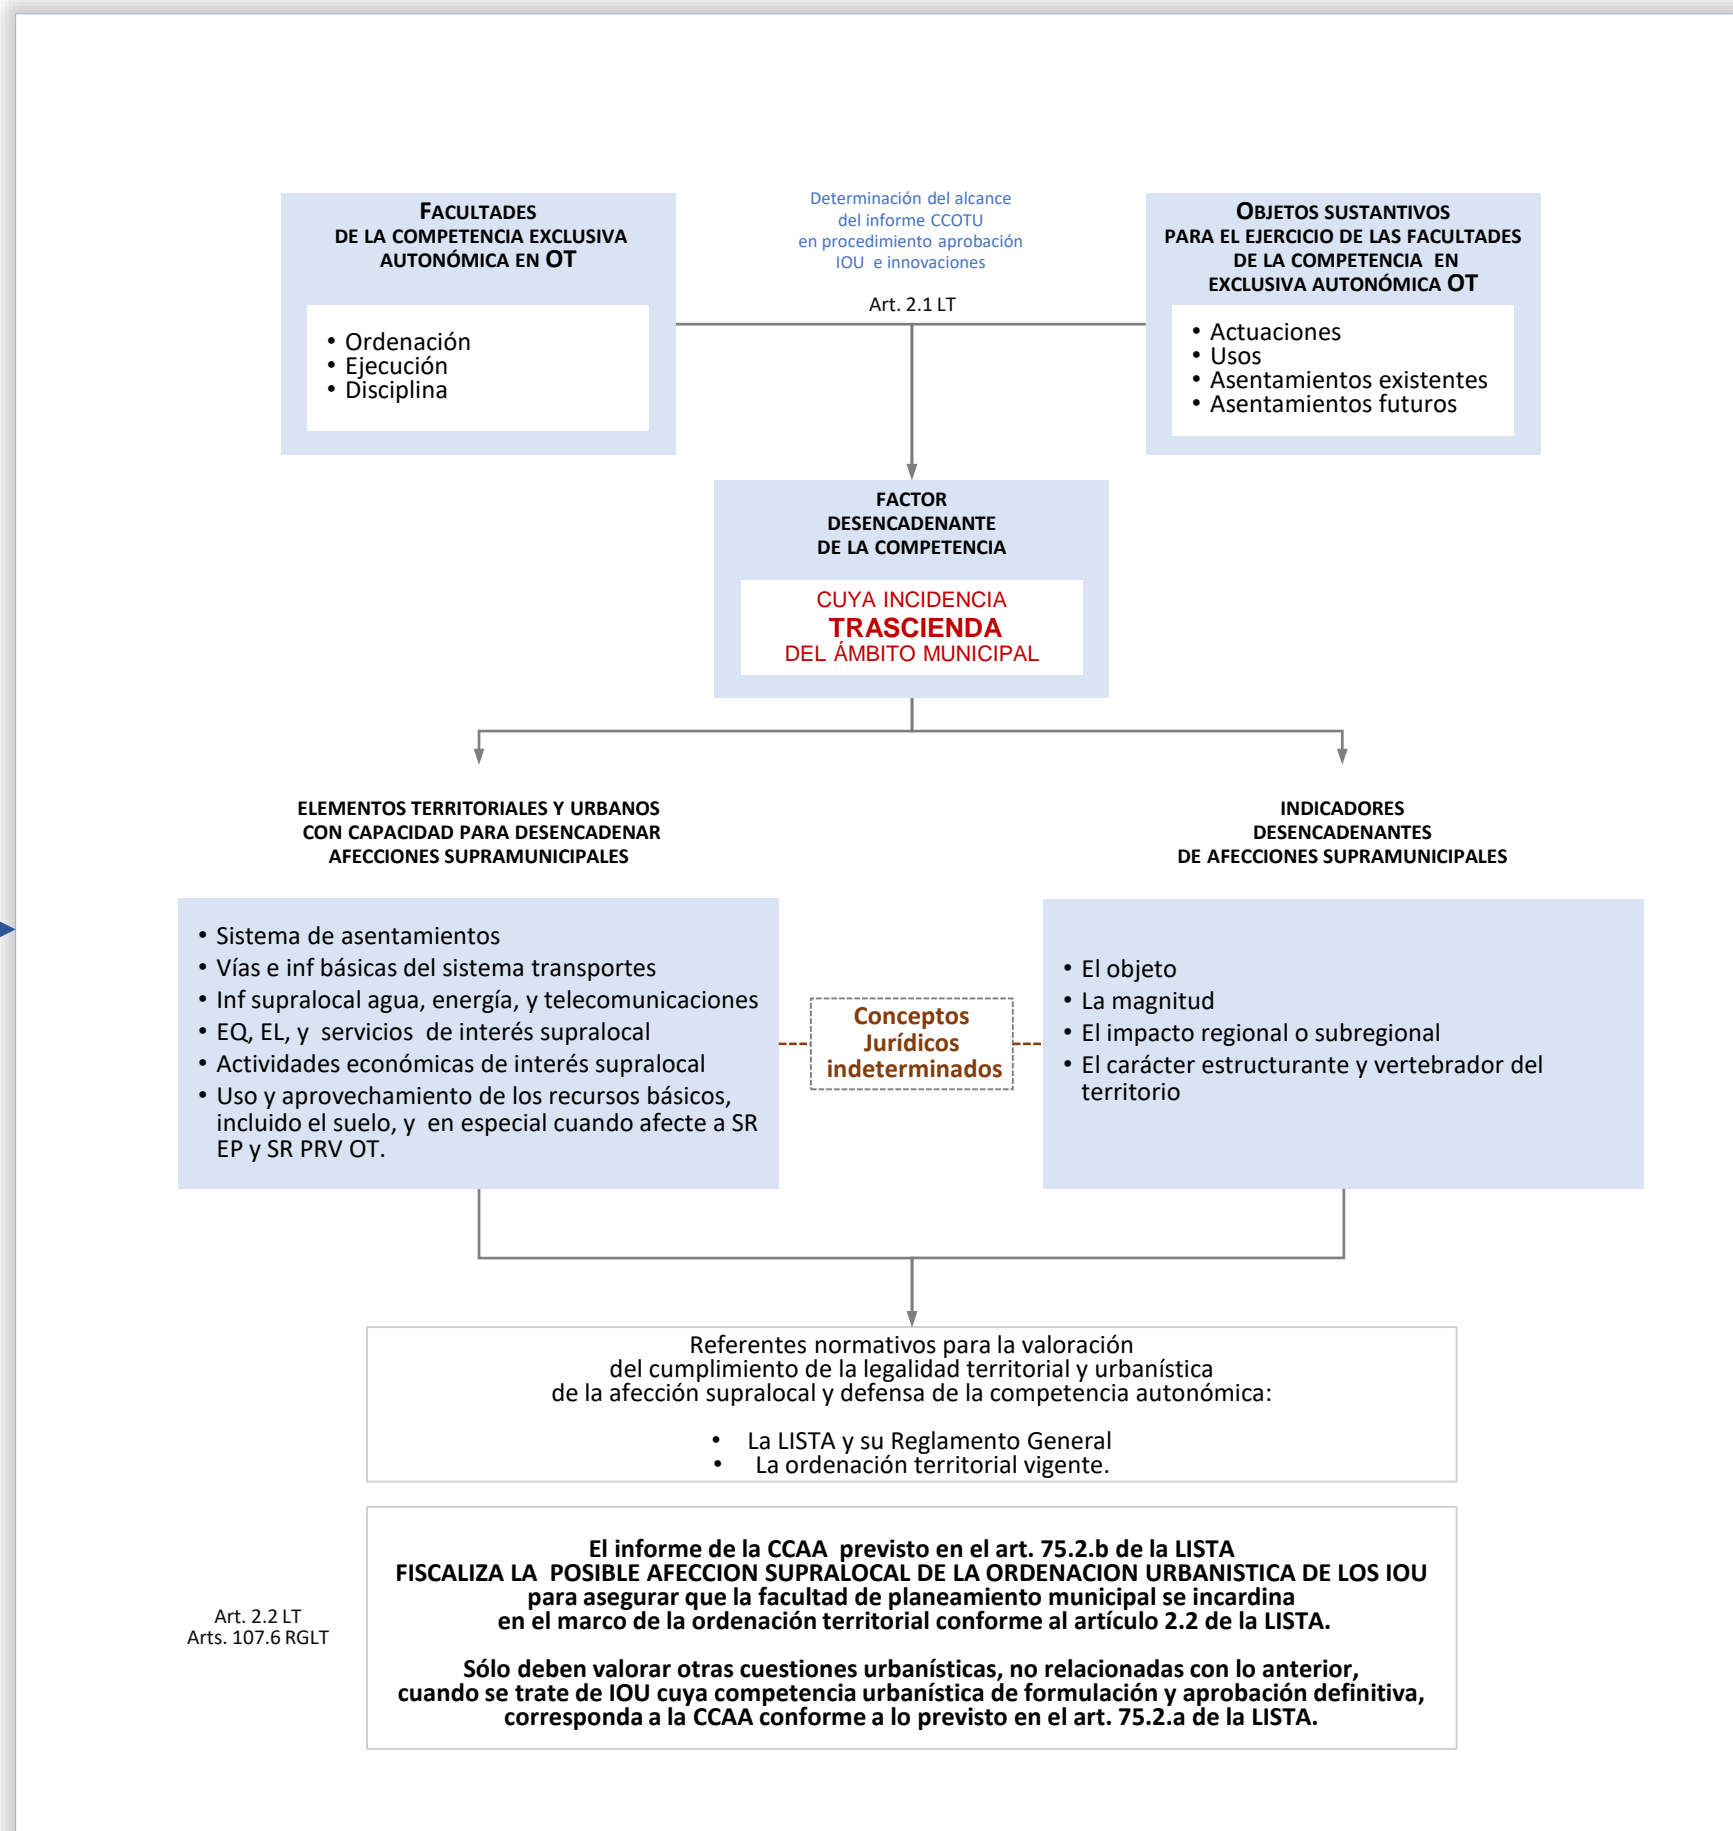 FACULTADES
DE LA COMPETENCIA EXCLUSIVA
AUTONÓMICA EN OT
• Ordenación
• Ejecución
• Disciplina
Determinación del alcance
del informe CCOTU
en procedimiento aprobación
IOU e innovaciones
Art. 2.1 LT
OBJETOS SUSTANTIVOS
PARA EL EJERCICIO DE LAS FACULTADES
DE LA COMPETENCIA EN
EXCLUSIVA AUTONÓMICA OT
• Actuaciones
• Usos
• Asentamientos existentes
• Asentamientos futuros
FACTOR
DESENCADENANTE
DE LA COMPETENCIA
CUYA INCIDENCIA
TRASCIENDA
DEL ÁMBITO MUNICIPAL
ELEMENTOS TERRITORIALES Y URBANOS
CON CAPACIDAD PARA DESENCADENAR
AFECCIONES SUPRAMUNICIPALES
• Sistema de asentamientos
• Vías e inf básicas del sistema transportes
• Inf supralocal agua, energía, y telecomunicaciones
• EQ, EL, y servicios de interés supralocal
• Actividades económicas de interés supralocal
• Uso y aprovechamiento de los recursos básicos,
incluido el suelo, y en especial cuando afecte a SR
EP y SR PRV OT.
Conceptos
Jurídicos
indeterminados
INDICADORES
DESENCADENANTES
DE AFECCIONES SUPRAMUNICIPALES
• El objeto
• La magnitud
• El impacto regional o subregional
• El carácter estructurante y vertebrador del
territorio
Referentes normativos para la valoración
del cumplimiento de la legalidad territorial y urbanística
de la afección supralocal y defensa de la competencia autonómica:
• La LISTA y su Reglamento General
• La ordenación territorial vigente.
Art. 2.2 LT
Arts. 107.6 RGLT
El informe de la CCAA previsto en el art. 75.2.b de la LISTA
FISCALIZA LA POSIBLE AFECCION SUPRALOCAL DE LA ORDENACION URBANISTICA DE LOS IOU
para asegurar que la facultad de planeamiento municipal se incardina
en el marco de la ordenación territorial conforme al artículo 2.2 de la LISTA.
Sólo deben valorar otras cuestiones urbanísticas, no relacionadas con lo anterior,
cuando se trate de IOU cuya competencia urbanística de formulación y aprobación definitiva,
corresponda a la CCAA conforme a lo previsto en el art. 75.2.a de la LISTA.